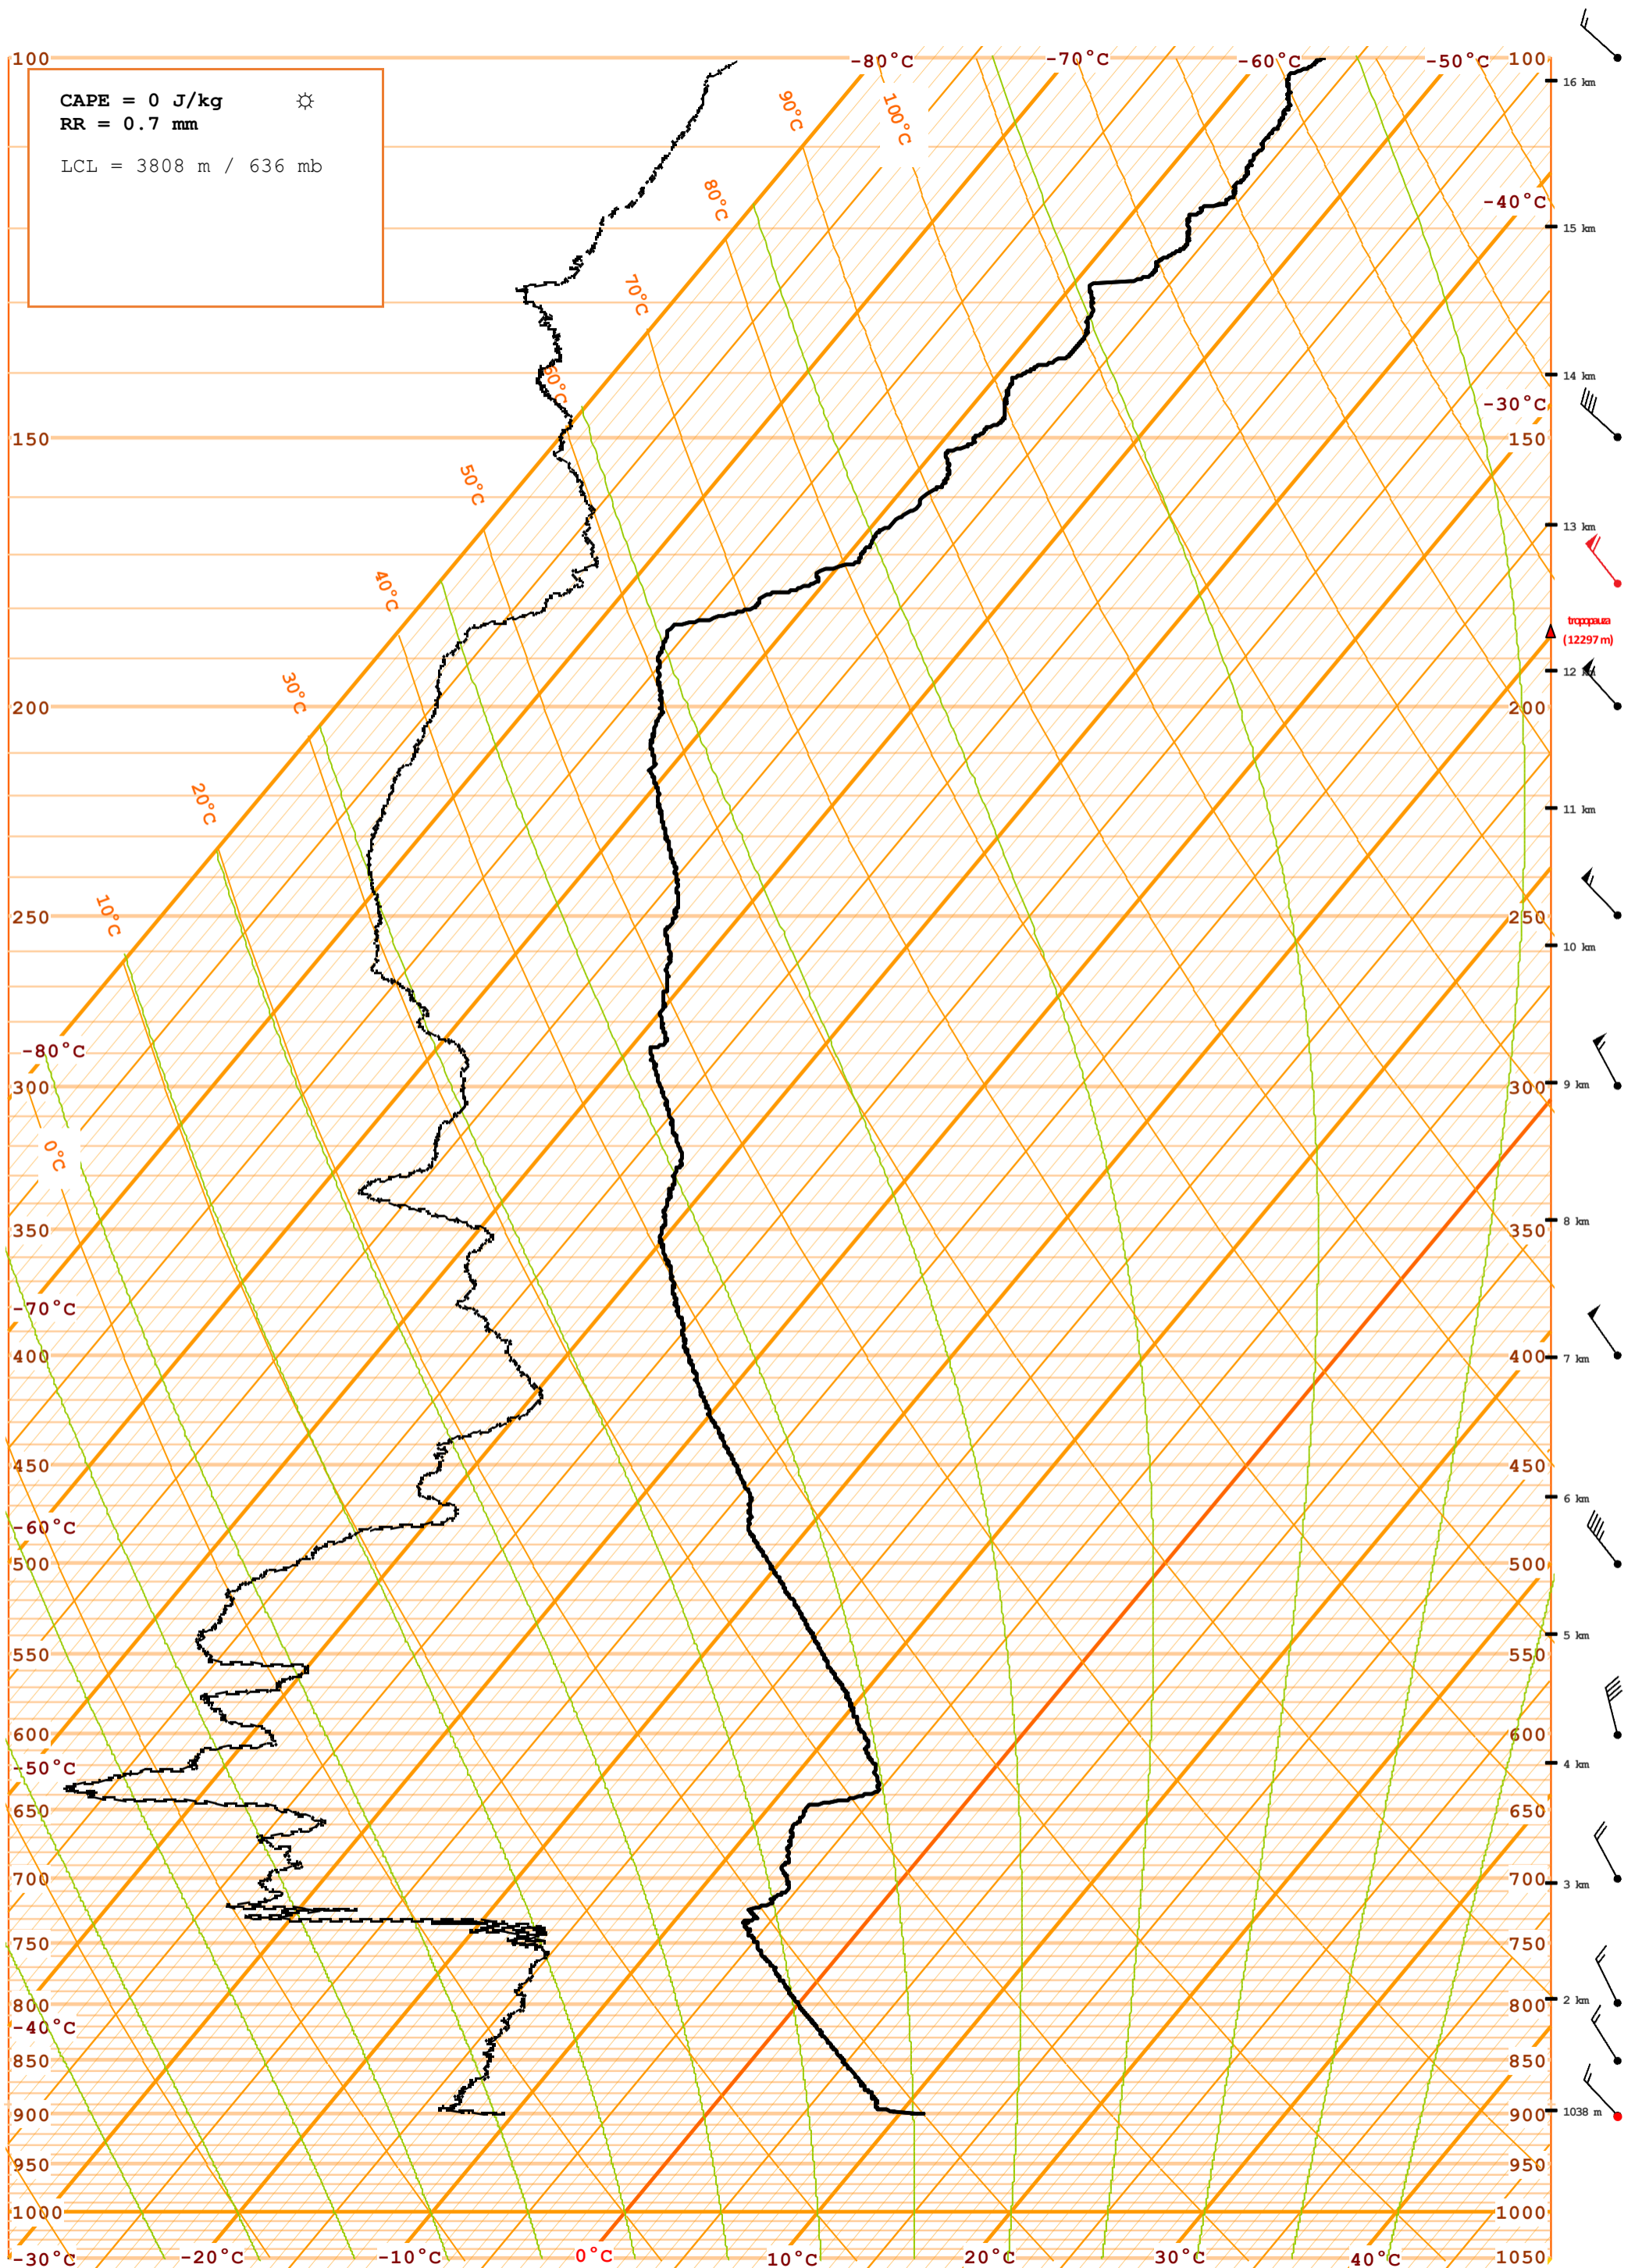 100 -80°C -70°C -60°C -50°C 100
16 km
CAPE = 0 J/kg ☼
RR = 0.7 mm
LCL = 3808 m / 636 mb
90°C 100°C
80°C -40°C
15 km
70°C
60°C 14 km
-30°C
150 150
50°C
13 km
40°C
tropopauza
(12297 m)
30°C 12 km
200 200
20°C 11 km
10°C 250 250
10 km
-80°C
300 300 9 km
0°C
350 350 8 km
-70°C
400 400 7 km
450 450
6 km
-60°C
500 500
5 km
550 550
600 600
-50°C 4 km
650 650
700 700 3 km
750 750
800 800 2 km
-40°C
850 850
900 900 1038 m
950 950
1000 1000
-30°C -20°C -10°C 0°C 10°C 20°C 30°C 40°C 1050